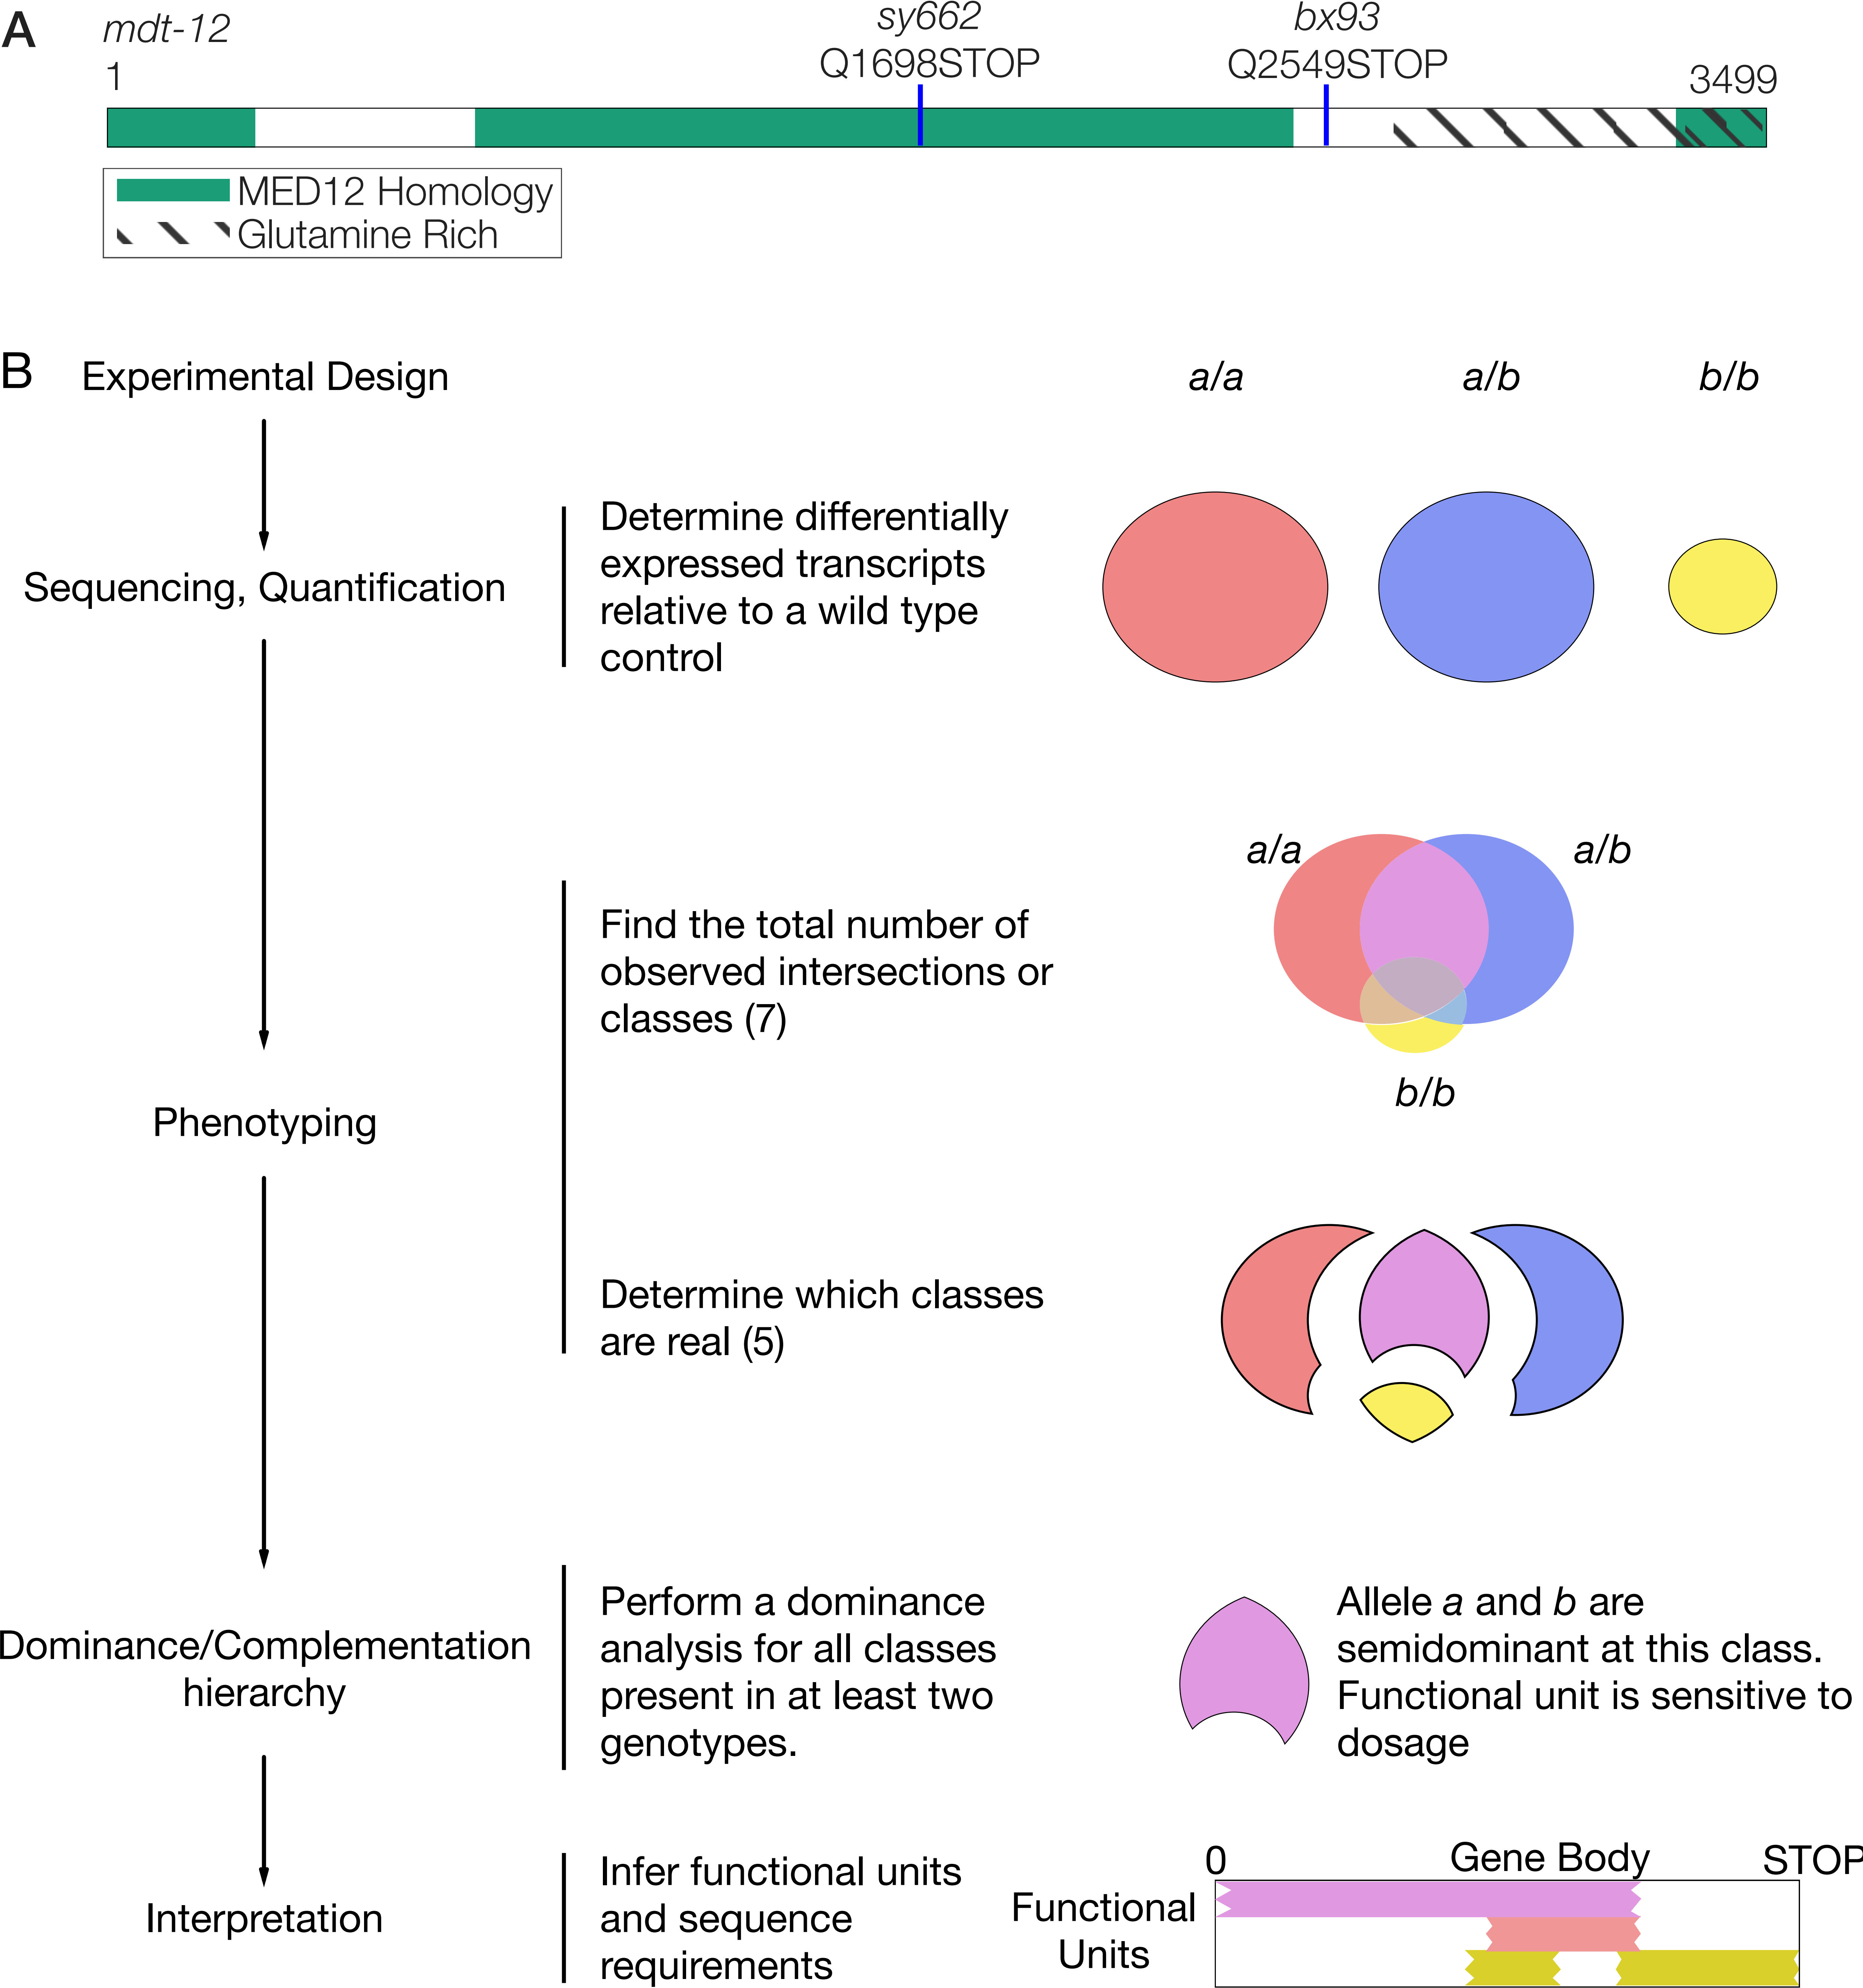 A
mdt-12
sy662
bx93
1
Q1698STOP
Q2549STOP
3499
MED12 Homology
Glutamine Rich
B
Experimental Design
a/a
a/b
b/b
Sequencing, Quantification
Determine differentially
expressed transcripts
relative to a wild type
control
Find the total number of
observed intersections or
classes (7)
a/a
a/b
b/b
Phenotyping
Determine which classes
are real (5)
Dominance/Complementation
hierarchy
Perform a dominance
analysis for all classes
present in at least two
genotypes.
Allele a and b are
semidominant at this class.
Functional unit is sensitive to
dosage
Interpretation
Infer functional units
and sequence
requirements
0
Gene Body
STOP
Functional
Units